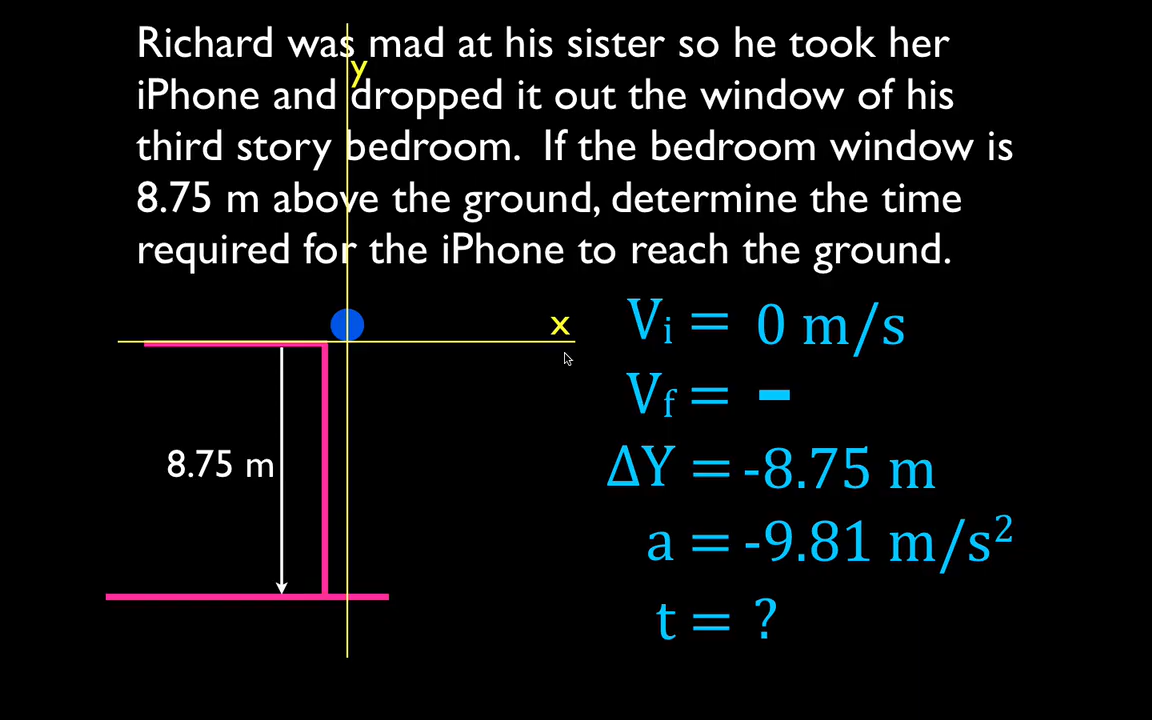 Richard was mad at his sister so he took her
y
iPhone and dropped it out the window of his
third story bedroom.  If the bedroom window is
8.75 m above the ground, determine the time
required for the iPhone to reach the ground.
x
Vᵢ = 0 m/s
V_f = -
8.75 m
ΔY = -8.75 m
a = -9.81 m/s²
t = ?